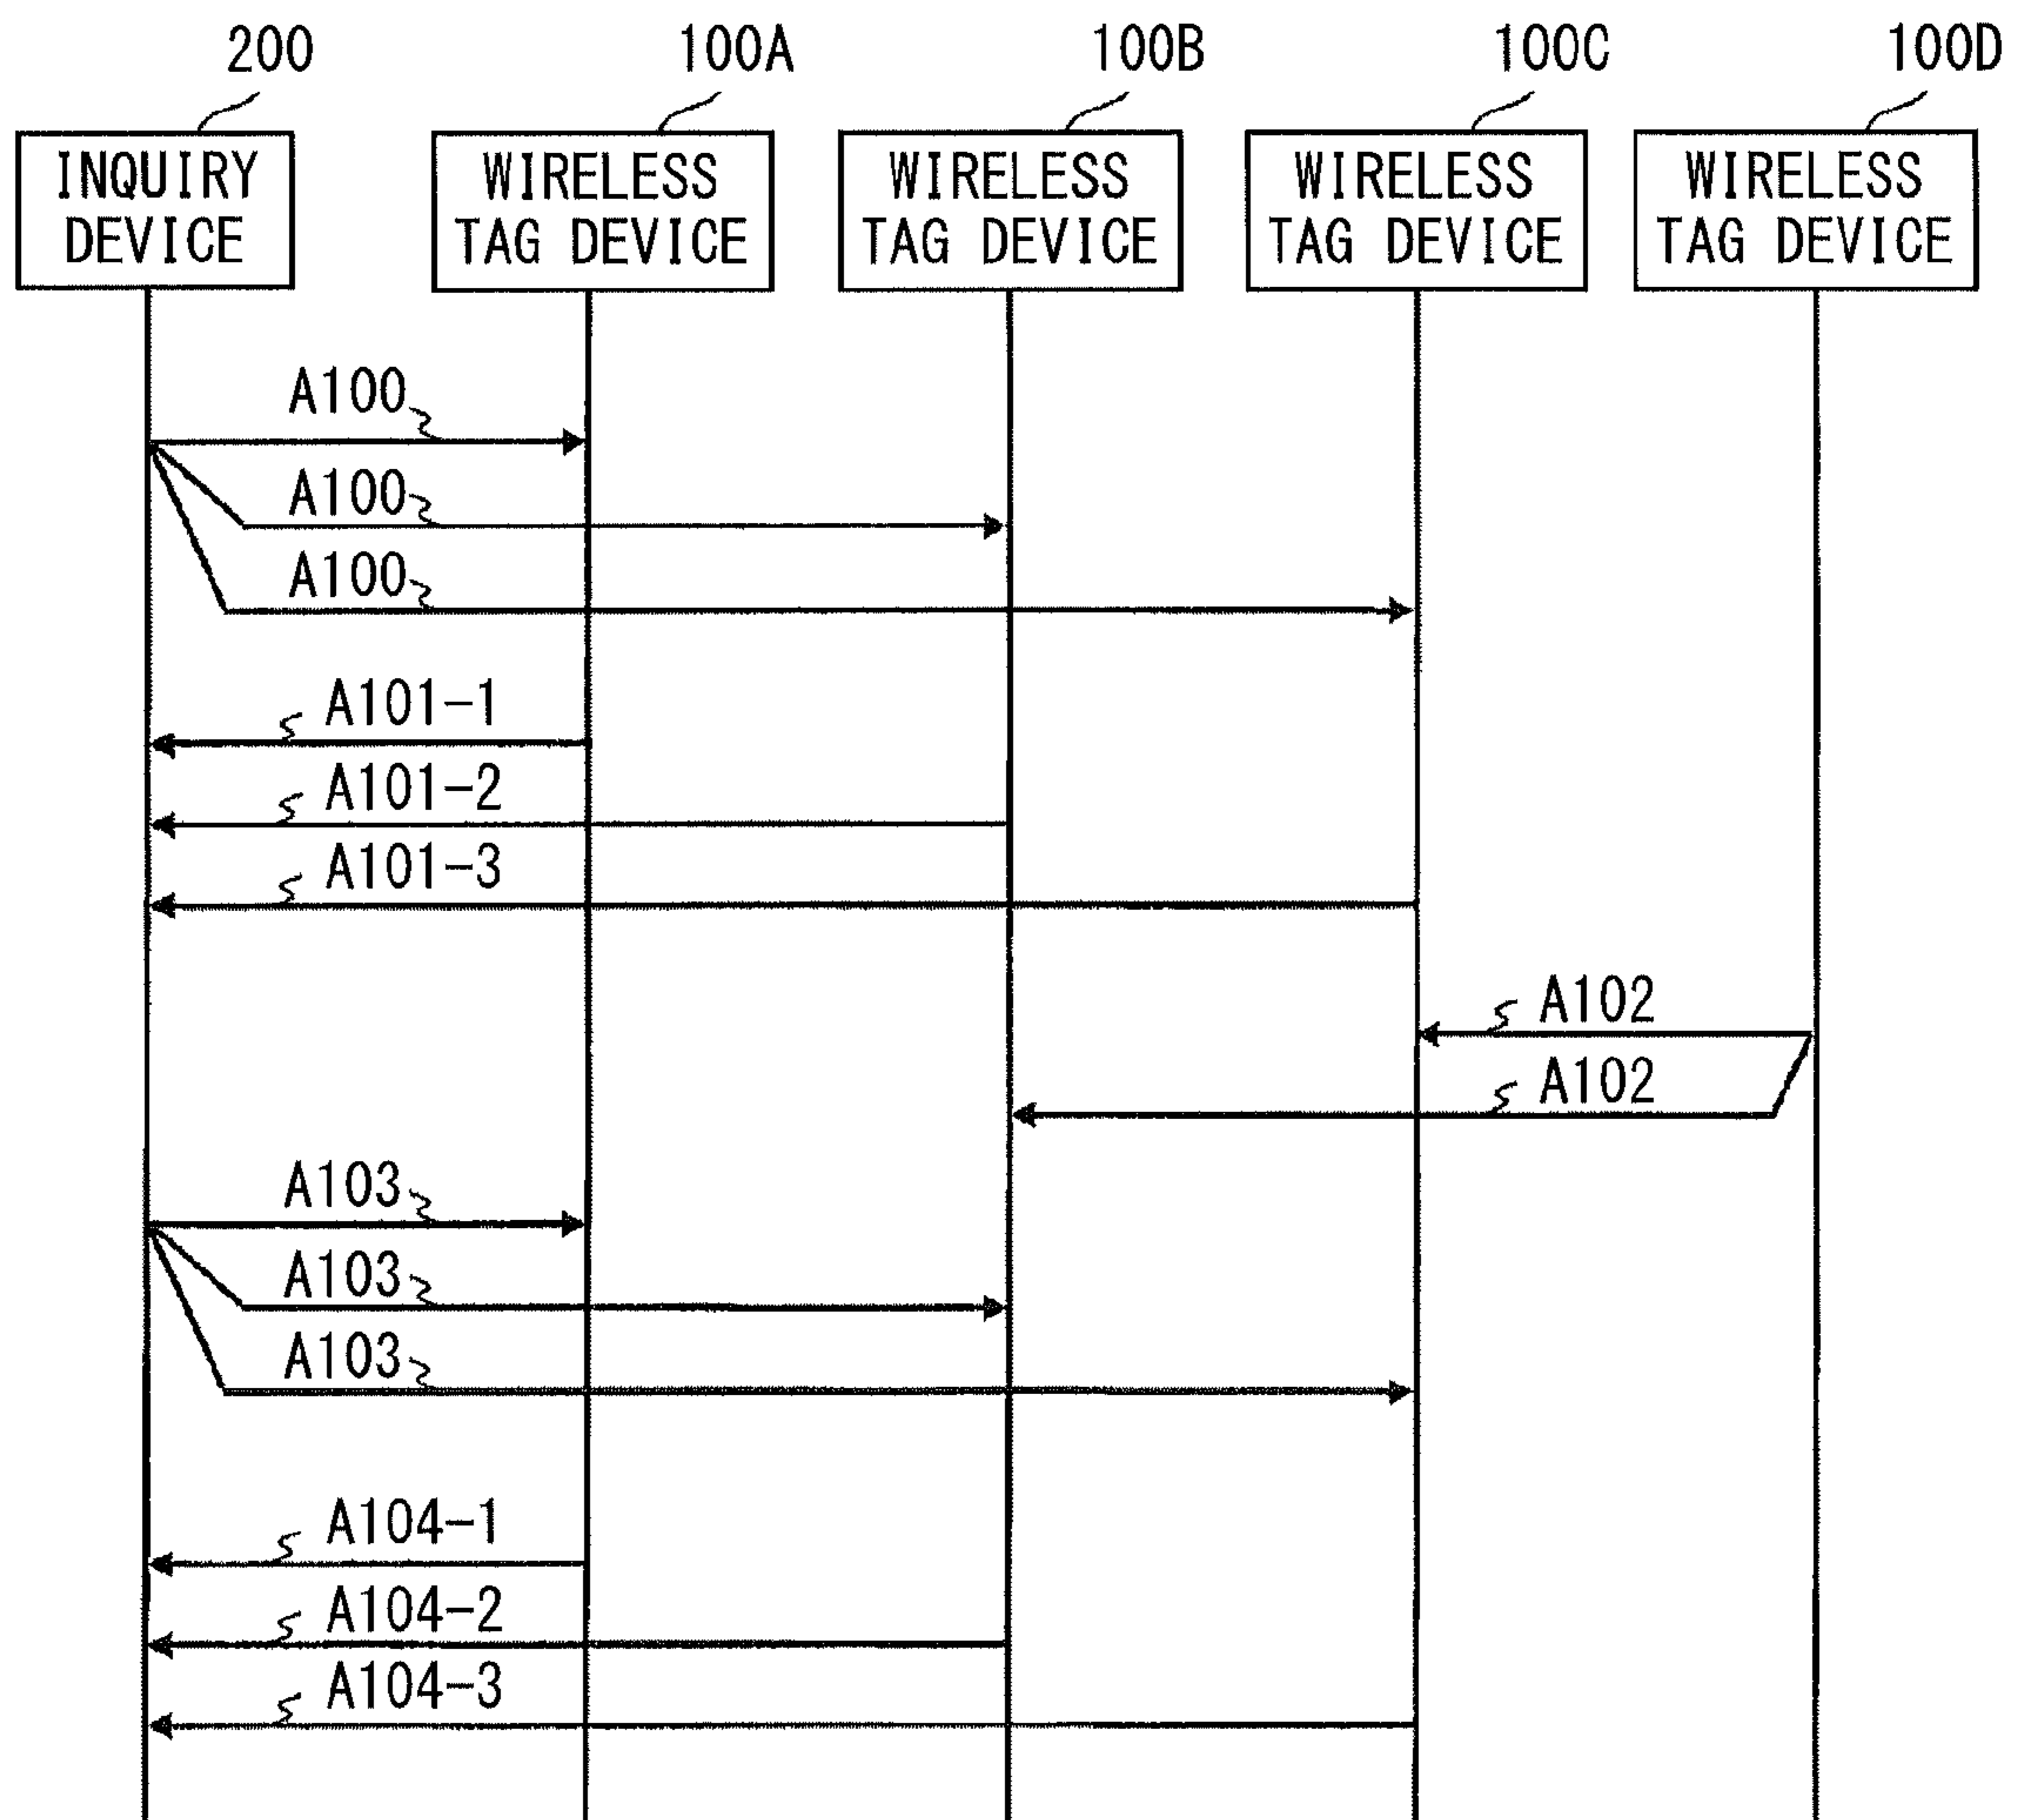 200
100A
100B
100C
100D
INQUIRY
DEVICE
WIRELESS
TAG DEVICE
WIRELESS
TAG DEVICE
WIRELESS
TAG DEVICE
WIRELESS
TAG DEVICE
A100
A100
A100
A101-1
A101-2
A101-3
A102
A102
A103
A103
A103
A104-1
A104-2
A104-3